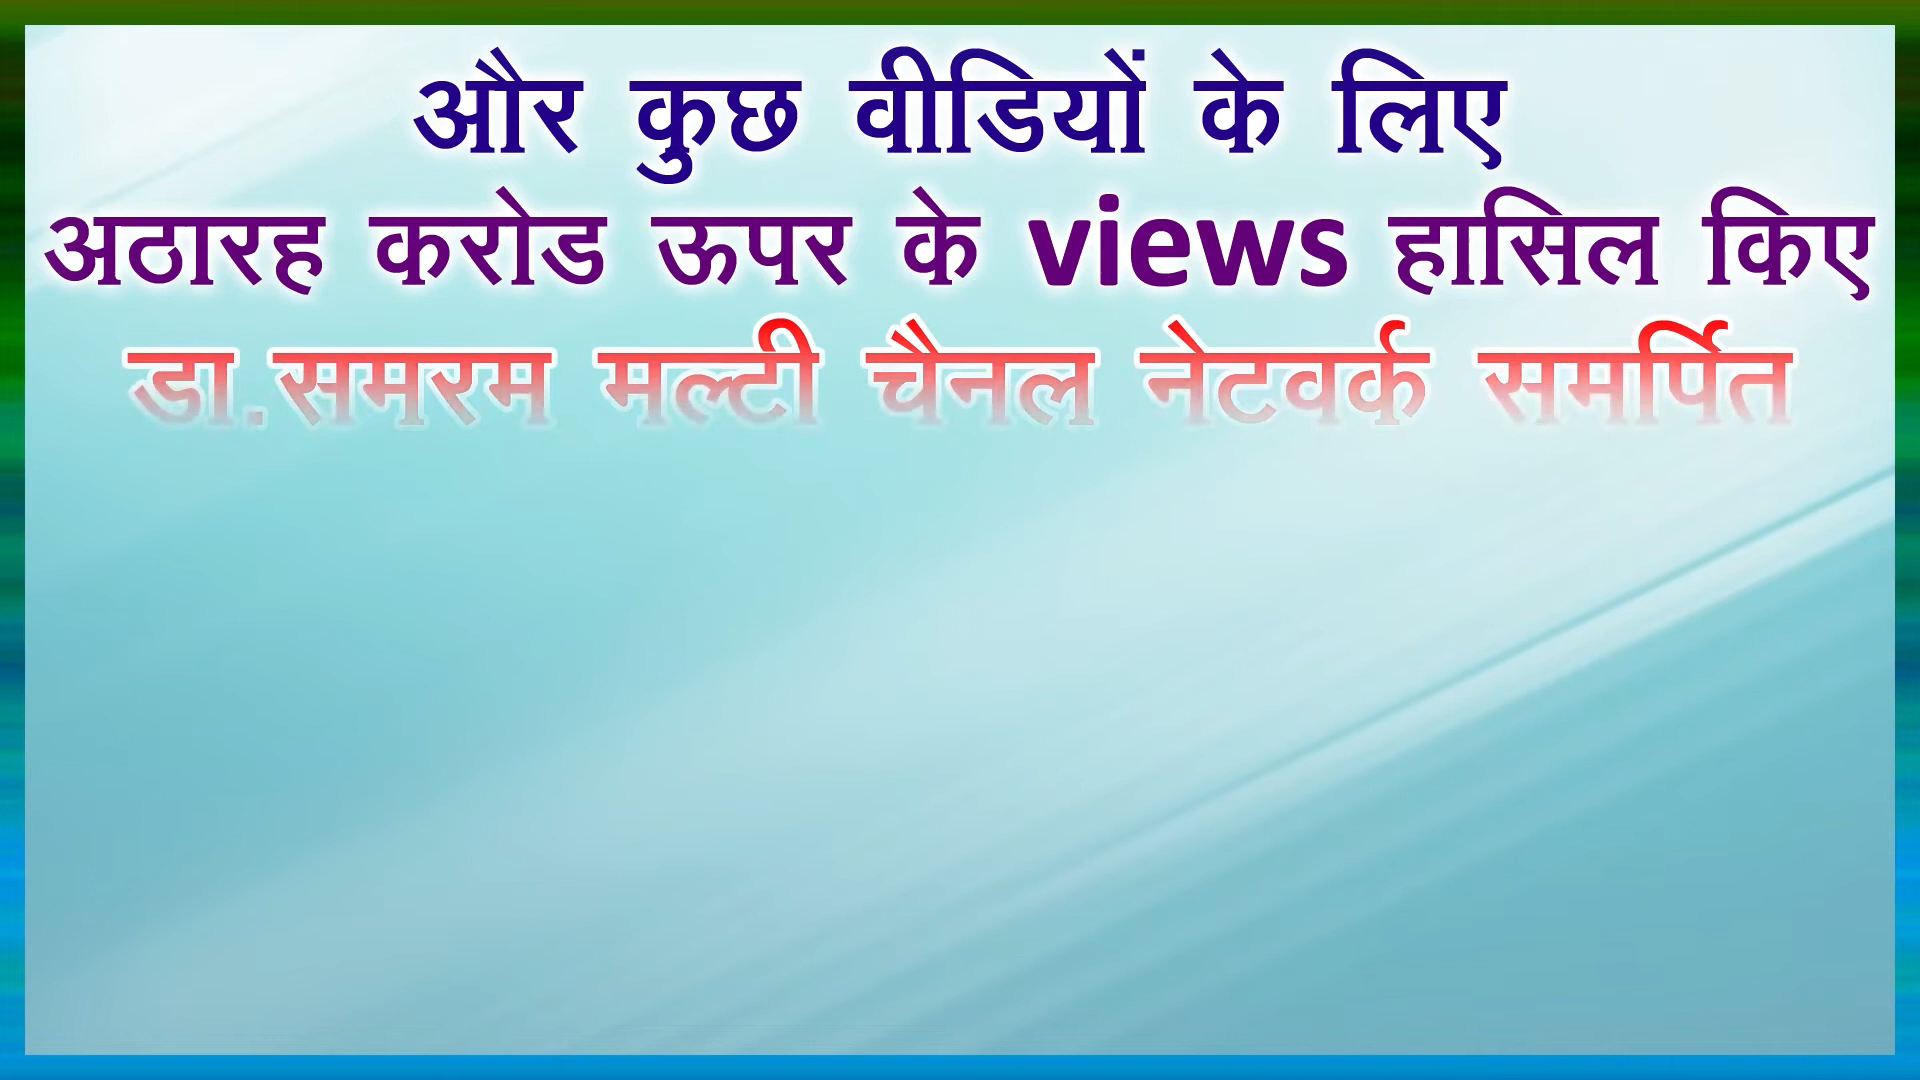 और कुछ वीडियों के लिए
अठारह करोड ऊपर के views हासिल किए
डा.समरम मल्टी चैनल नेटवर्क समर्पित